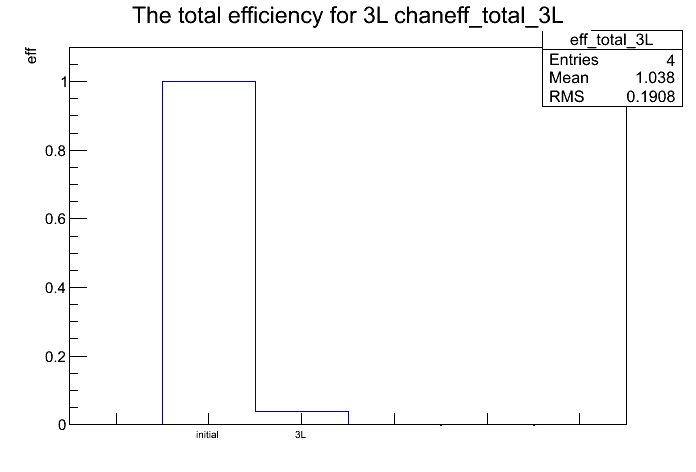 The total efficiency for 3L chaneff_total_3L
eff_total_3L
Entries 4
Mean 1.038
RMS 0.1908
eff
1
0.8
0.6
0.4
0.2
0
initial 3L